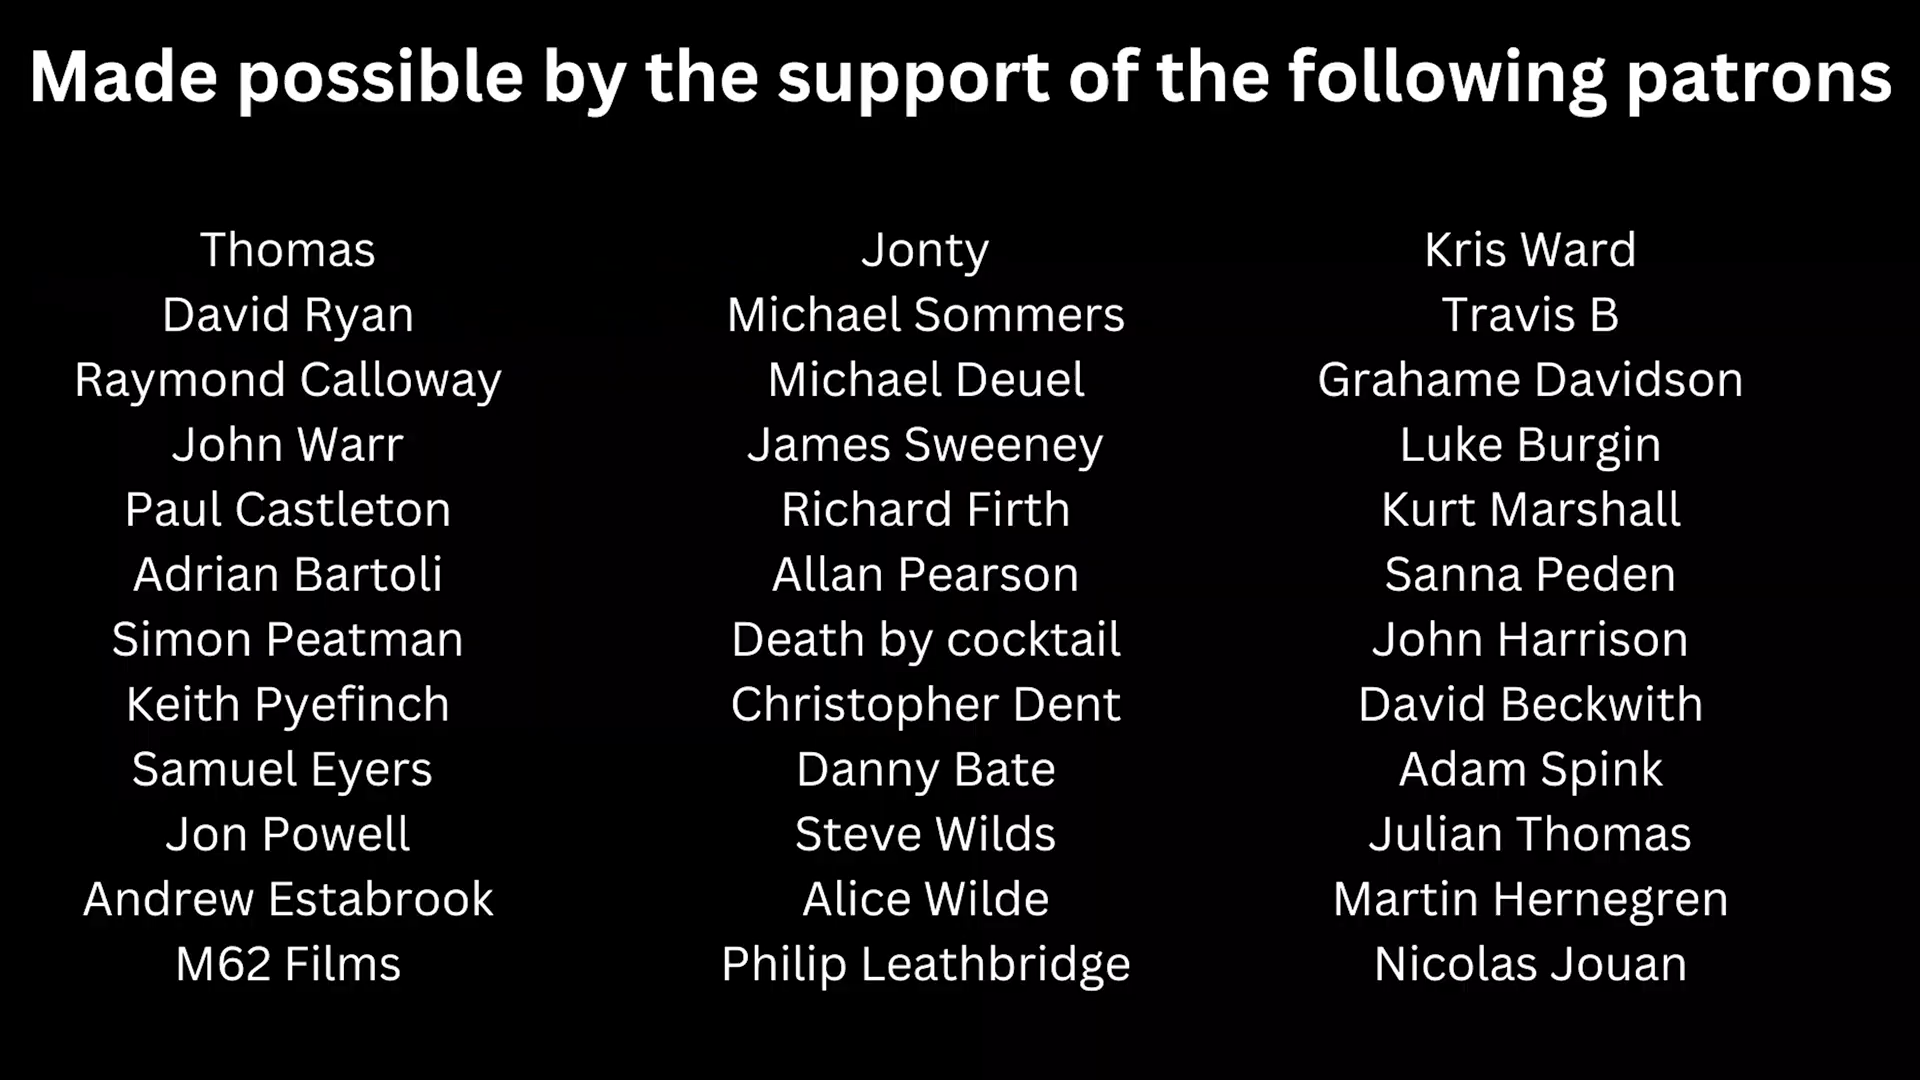 Made possible by the support of the following patrons
Thomas
David Ryan
Raymond Calloway
John Warr
Paul Castleton
Adrian Bartoli
Simon Peatman
Keith Pyefinch
Samuel Eyers
Jon Powell
Andrew Estabrook
M62 Films
Jonty
Michael Sommers
Michael Deuel
James Sweeney
Richard Firth
Allan Pearson
Death by cocktail
Christopher Dent
Danny Bate
Steve Wilds
Alice Wilde
Philip Leathbridge
Kris Ward
Travis B
Grahame Davidson
Luke Burgin
Kurt Marshall
Sanna Peden
John Harrison
David Beckwith
Adam Spink
Julian Thomas
Martin Hernegren
Nicolas Jouan